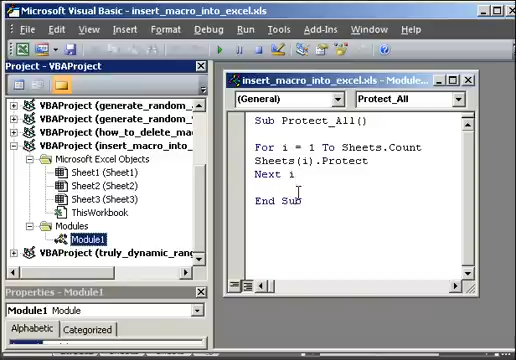 Microsoft Visual Basic - insert_macro_into_excel.xls
File Edit View Insert Format Debug Run Tools Add-Ins Window Help
Project - VBAProject
VBAProject (generate_random_
VBAProject (generate_random_
VBAProject (how_to_delete_ma
VBAProject (insert_macro_into_
Microsoft Excel Objects
Sheet1 (Sheet1)
Sheet2 (Sheet2)
Sheet3 (Sheet3)
ThisWorkbook
Modules
Module1
VBAProject (truly_dynamic_ran
Properties - Module1
Module1 Module
Alphabetic Categorized
insert_macro_into_excel.xls - Module...
(General) Protect_All
Sub Protect_All()
For i = 1 To Sheets.Count
Sheets(i).Protect
Next i
End Sub